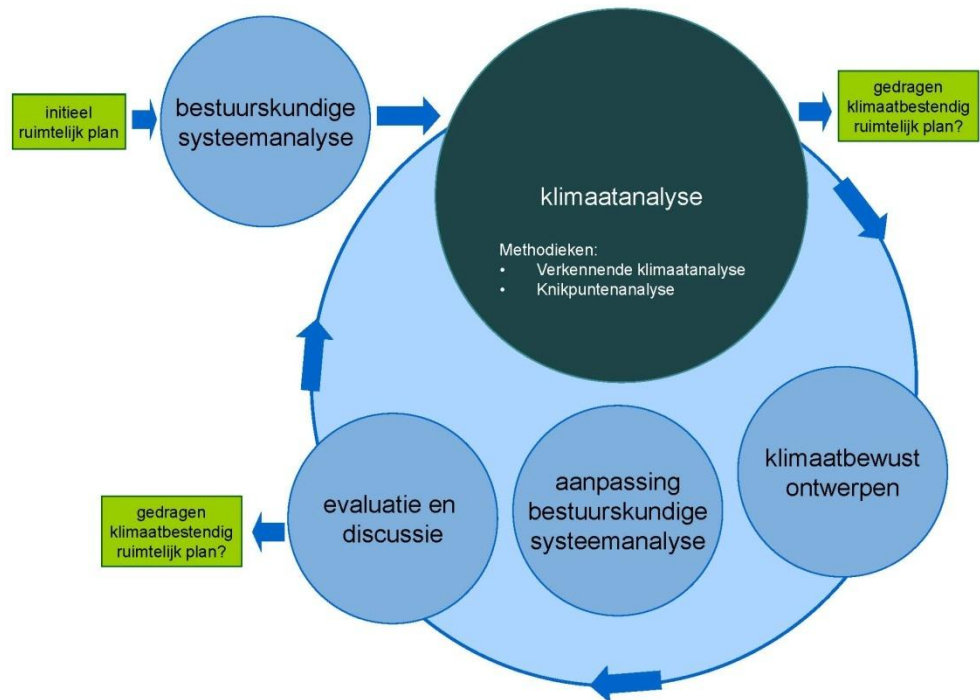 initieel
ruimtelijk plan
bestuurskundige
systeemanalyse
klimaatanalyse
Methodieken:
• Verkennende klimaatanalyse
• Knikpuntenanalyse
gedragen
klimaatbestendig
ruimtelijk plan?
klimaatbewust
ontwerpen
aanpassing
bestuurskundige
systeemanalyse
evaluatie en
discussie
gedragen
klimaatbestendig
ruimtelijk plan?